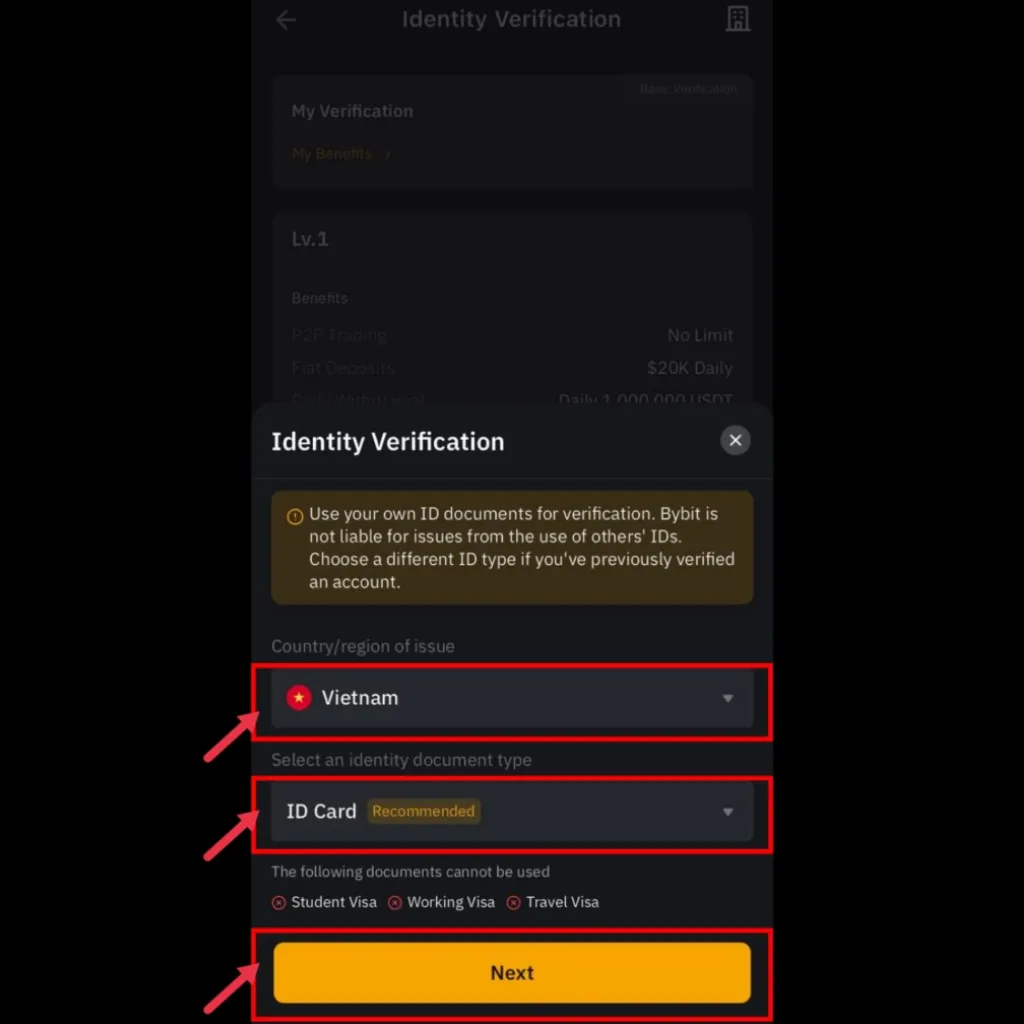 Identity Verification
Basic Verification
My Verification
My Benefits >
Lv.1
Benefits
P2P Trading No Limit
Fiat Deposits $20K Daily
Daily 1,000,000 USDT
Identity Verification
Use your own ID documents for verification. Bybit is
not liable for issues from the use of others' IDs.
Choose a different ID type if you've previously verified
an account.
Country/region of issue
Vietnam
Select an identity document type
ID Card Recommended
The following documents cannot be used
Student Visa Working Visa Travel Visa
Next